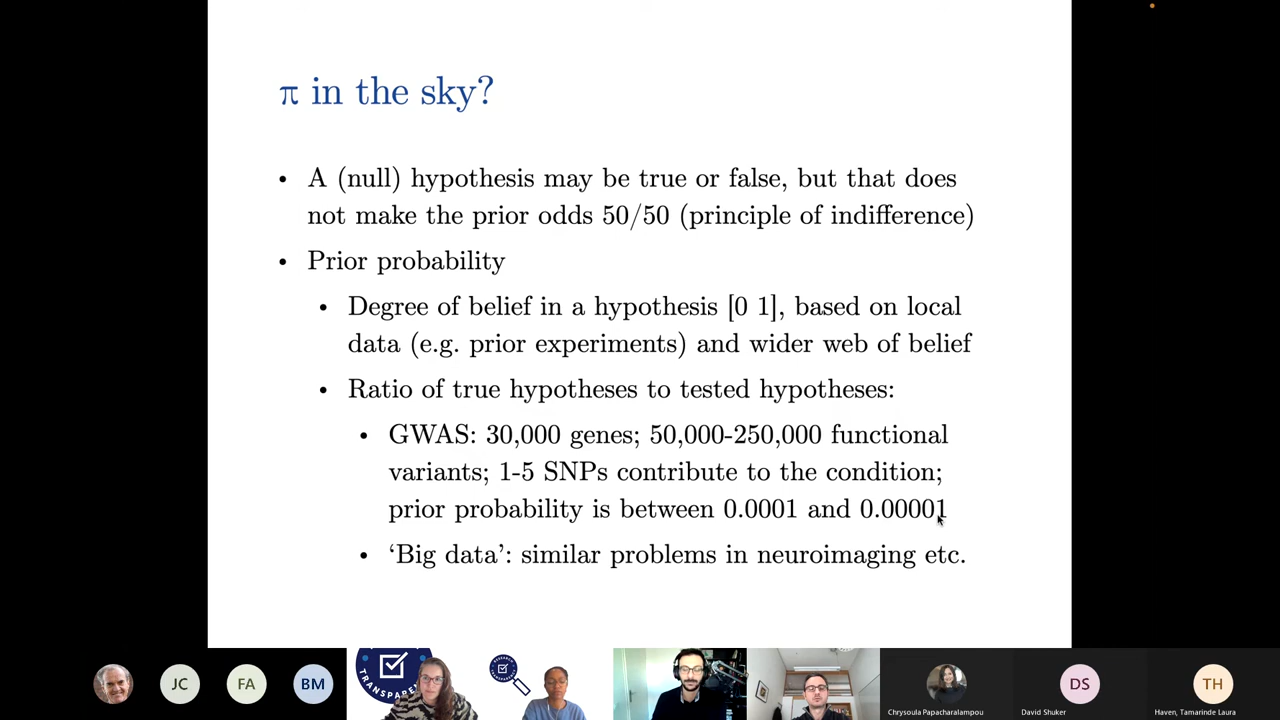 π in the sky?
• A (null) hypothesis may be true or false, but that does
not make the prior odds 50/50 (principle of indifference)
• Prior probability
• Degree of belief in a hypothesis [0 1], based on local
data (e.g. prior experiments) and wider web of belief
• Ratio of true hypotheses to tested hypotheses:
• GWAS: 30,000 genes; 50,000-250,000 functional
variants; 1-5 SNPs contribute to the condition;
prior probability is between 0.0001 and 0.00001
• ‘Big data’: similar problems in neuroimaging etc.
JC
FA
BM
DS
TH
Chrysoula Papacharalampou
David Shuker
Haven, Tamarinde Laura